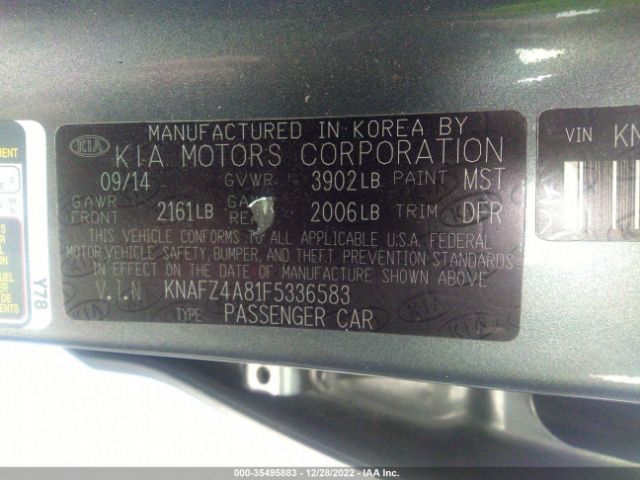 MANUFACTURED IN KOREA BY
KIA KIA MOTORS CORPORATION
09/14 GVWR 3902LB PAINT MST
GAWR FRONT 2161LB 2006LB TRIM DFR
THIS VEHICLE CONFORMS TO ALL APPLICABLE U.S.A. FEDERAL
MOTOR VEHICLE SAFETY, BUMPER, AND THEFT PREVENTION STANDARDS
IN EFFECT ON THE DATE OF MANUFACTURE SHOWN ABOVE
V.I.N KNAFZ4A81F5336583
TYPE: PASSENGER CAR
VIN KN
Y78
000-35495883 - 12/28/2022 - IAA Inc.